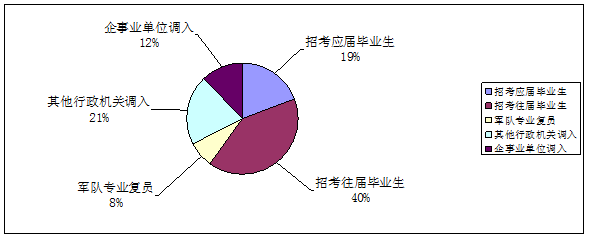 企事业单位调入
12%
招考应届毕业生
19%
其他行政机关调入
21%
军队专业复员
8%
招考往届毕业生
40%
招考应届毕业生
招考往届毕业生
军队专业复员
其他行政机关调入
企事业单位调入